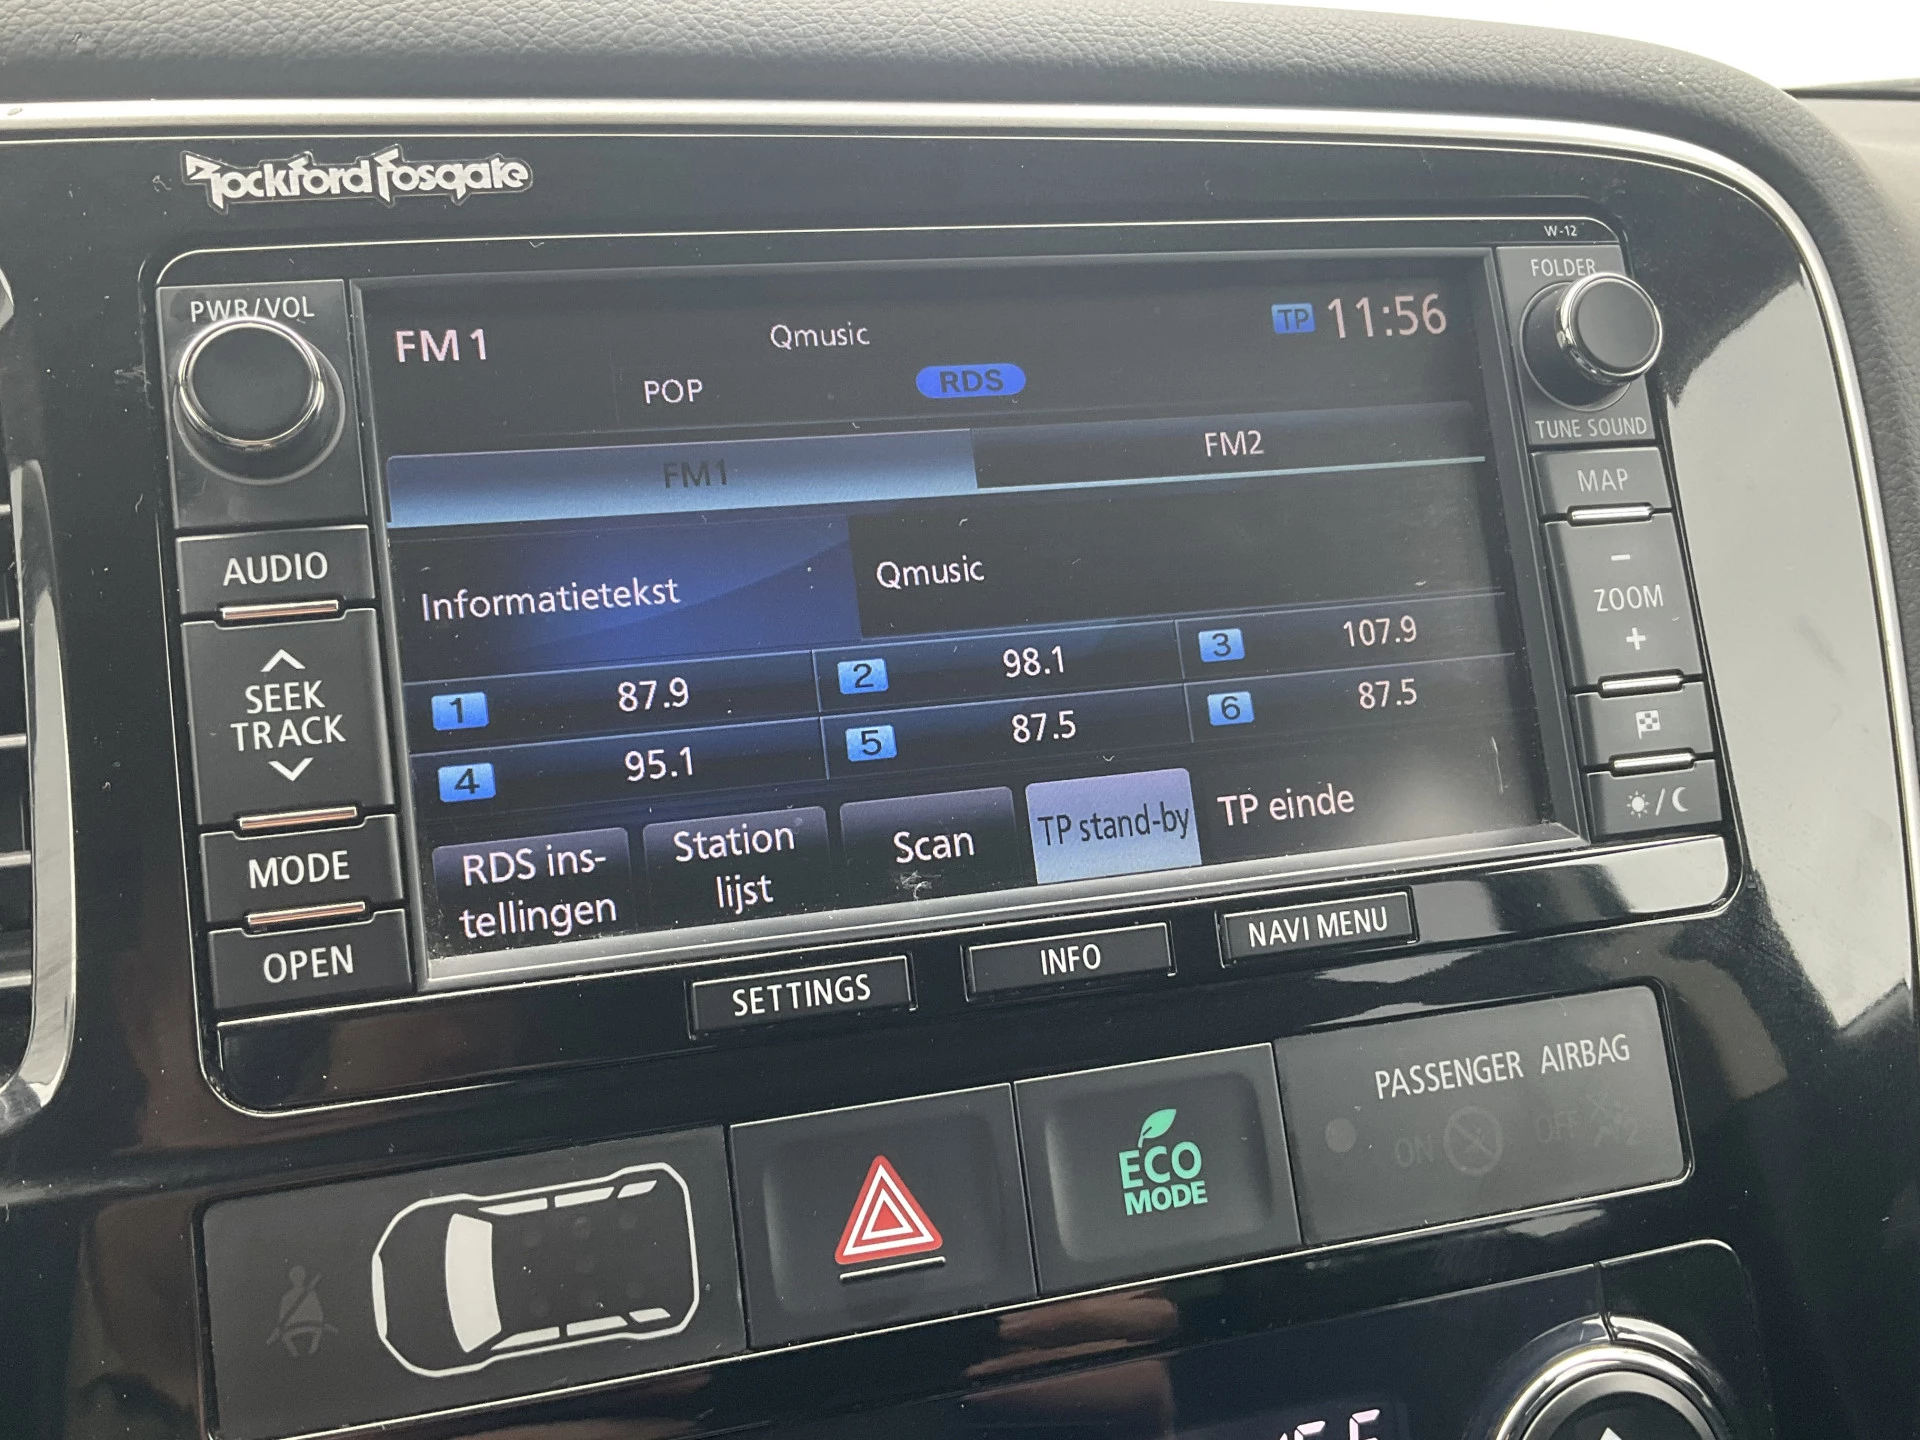 Rockford Fosgate
W-12
PWR/VOL
FOLDER
FM 1
Qmusic
TP 11:56
POP
RDS
TUNE SOUND
FM1
FM2
AUDIO
MAP
Informatietekst
Qmusic
-
ZOOM
+
1 87.9
2 98.1
3 107.9
SEEK
TRACK
4 95.1
5 87.5
6 87.5
RDS ins-
tellingen
Station
lijst
Scan
TP stand-by
TP einde
MODE
OPEN
SETTINGS
INFO
NAVI MENU
PASSENGER AIRBAG
ON
OFF
ECO
MODE